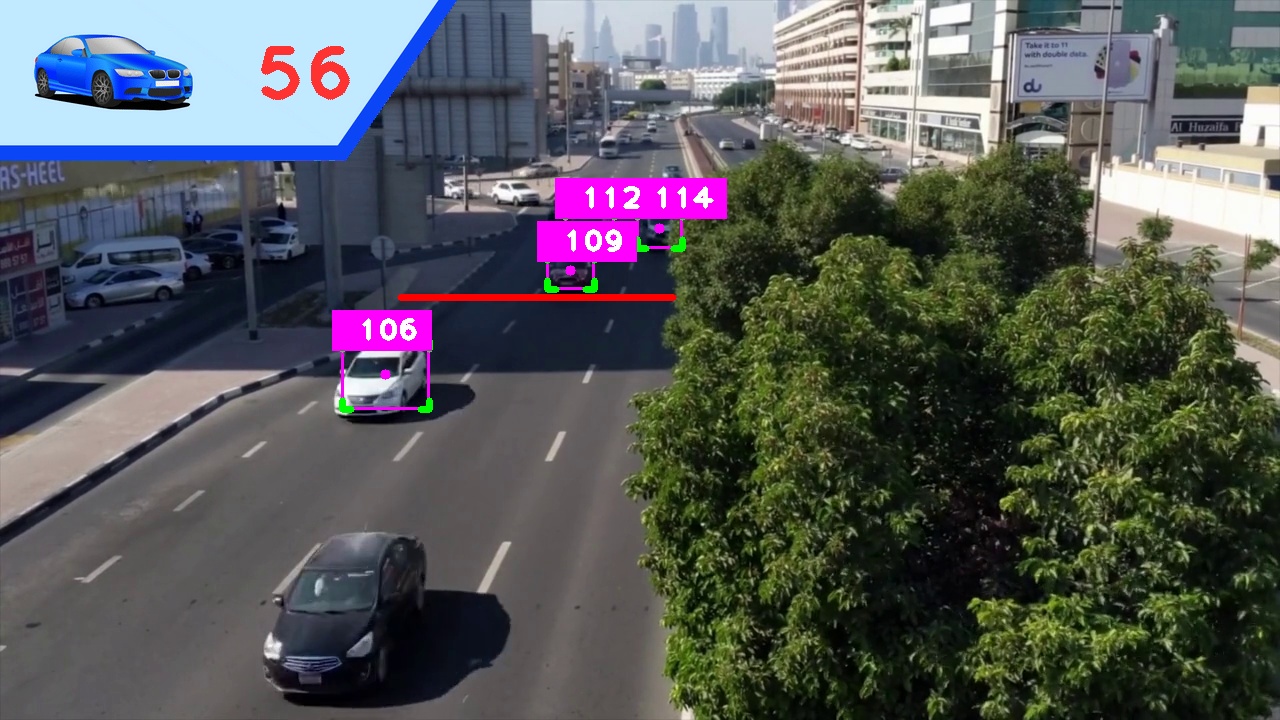 56
AS-HEEL
112 114
109
106
Take it to 11
with double data.
du
Al Huzaifa